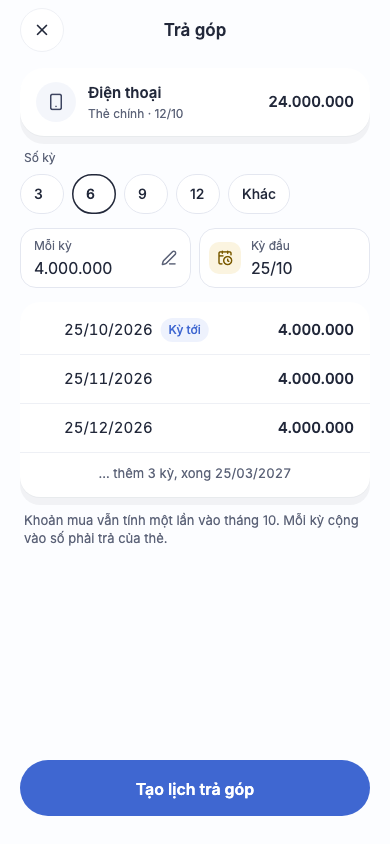 Trả góp
Điện thoại
24.000.000
Thẻ chính · 12/10
Số kỳ
3 6 9 12 Khác
Mỗi kỳ
4.000.000
Kỳ đầu
25/10
25/10/2026 Kỳ tới 4.000.000
25/11/2026 4.000.000
25/12/2026 4.000.000
... thêm 3 kỳ, xong 25/03/2027
Khoản mua vẫn tính một lần vào tháng 10. Mỗi kỳ cộng
vào số phải trả của thẻ.
Tạo lịch trả góp